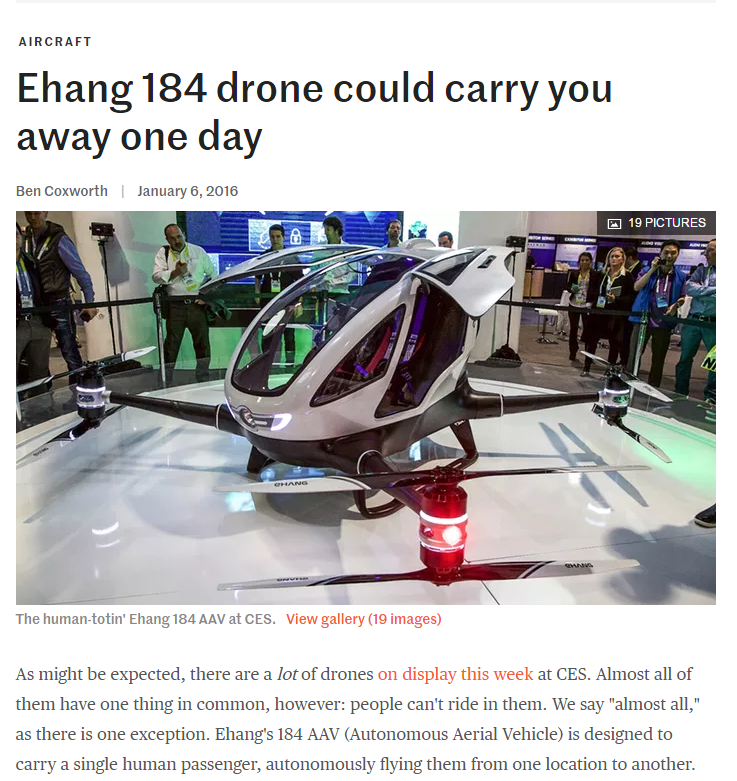 AIRCRAFT
Ehang 184 drone could carry you
away one day
Ben Coxworth | January 6, 2016
19 PICTURES
EHANG
EHANG
EHANG
The human-totin' Ehang 184 AAV at CES. View gallery (19 images)
As might be expected, there are a lot of drones on display this week at CES. Almost all of
them have one thing in common, however: people can't ride in them. We say "almost all,"
as there is one exception. Ehang's 184 AAV (Autonomous Aerial Vehicle) is designed to
carry a single human passenger, autonomously flying them from one location to another.